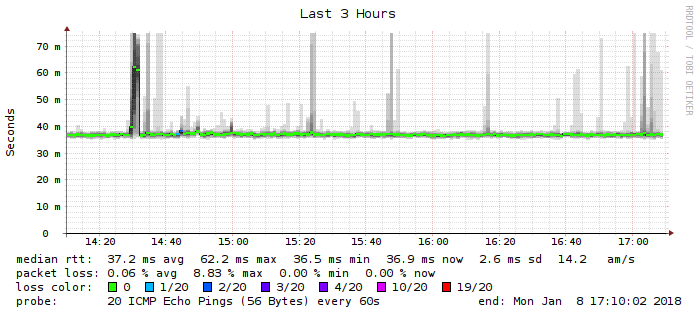 Last 3 Hours
RRDTOOL / TOBI OETIKER
Seconds
70 m
60 m
50 m
40 m
30 m
20 m
10 m
0
14:20 14:40 15:00 15:20 15:40 16:00 16:20 16:40 17:00
median rtt: 37.2 ms avg 62.2 ms max 36.5 ms min 36.9 ms now 2.6 ms sd 14.2 am/s
packet loss: 0.06 % avg 8.83 % max 0.00 % min 0.00 % now
loss color: 0 1/20 2/20 3/20 4/20 10/20 19/20
probe: 20 ICMP Echo Pings (56 Bytes) every 60s end: Mon Jan 8 17:10:02 2018